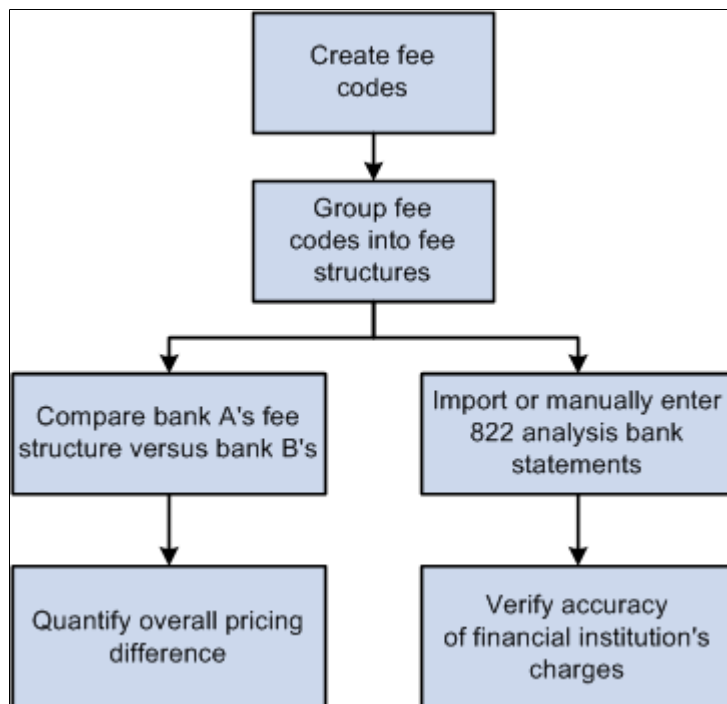 Create fee
codes
Group fee
codes into fee
structures
Compare bank A's fee
structure versus bank B's
Import or manually enter
822 analysis bank
statements
Quantify overall pricing
difference
Verify accuracy
of financial institution's
charges